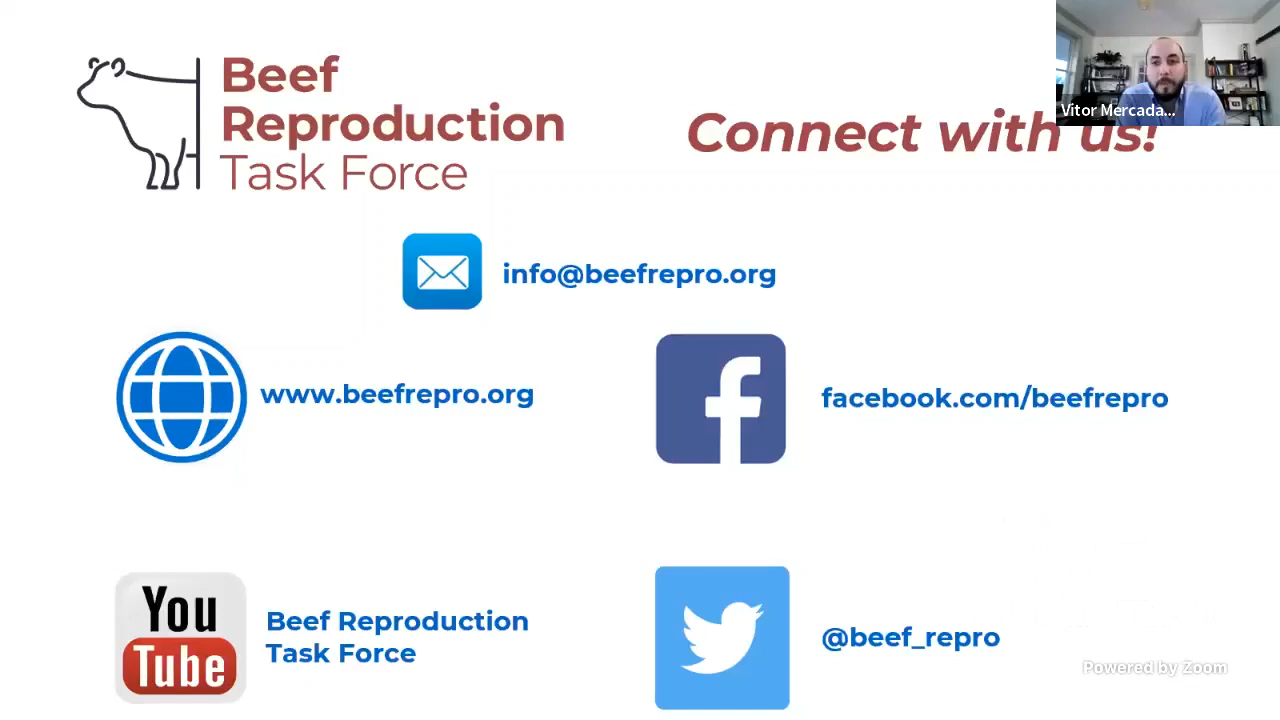 Beef
Reproduction
Task Force
Connect with us!
Vitor Mercada...
info@beefrepro.org
www.beefrepro.org
facebook.com/beefrepro
You
Tube
Beef Reproduction
Task Force
@beef_repro
Powered by Zoom